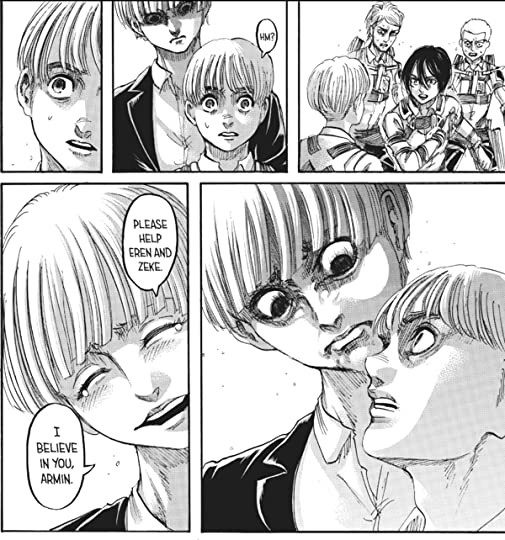 HM?
PLEASE
HELP
EREN AND
ZEKE.
I
BELIEVE
IN YOU,
ARMIN.